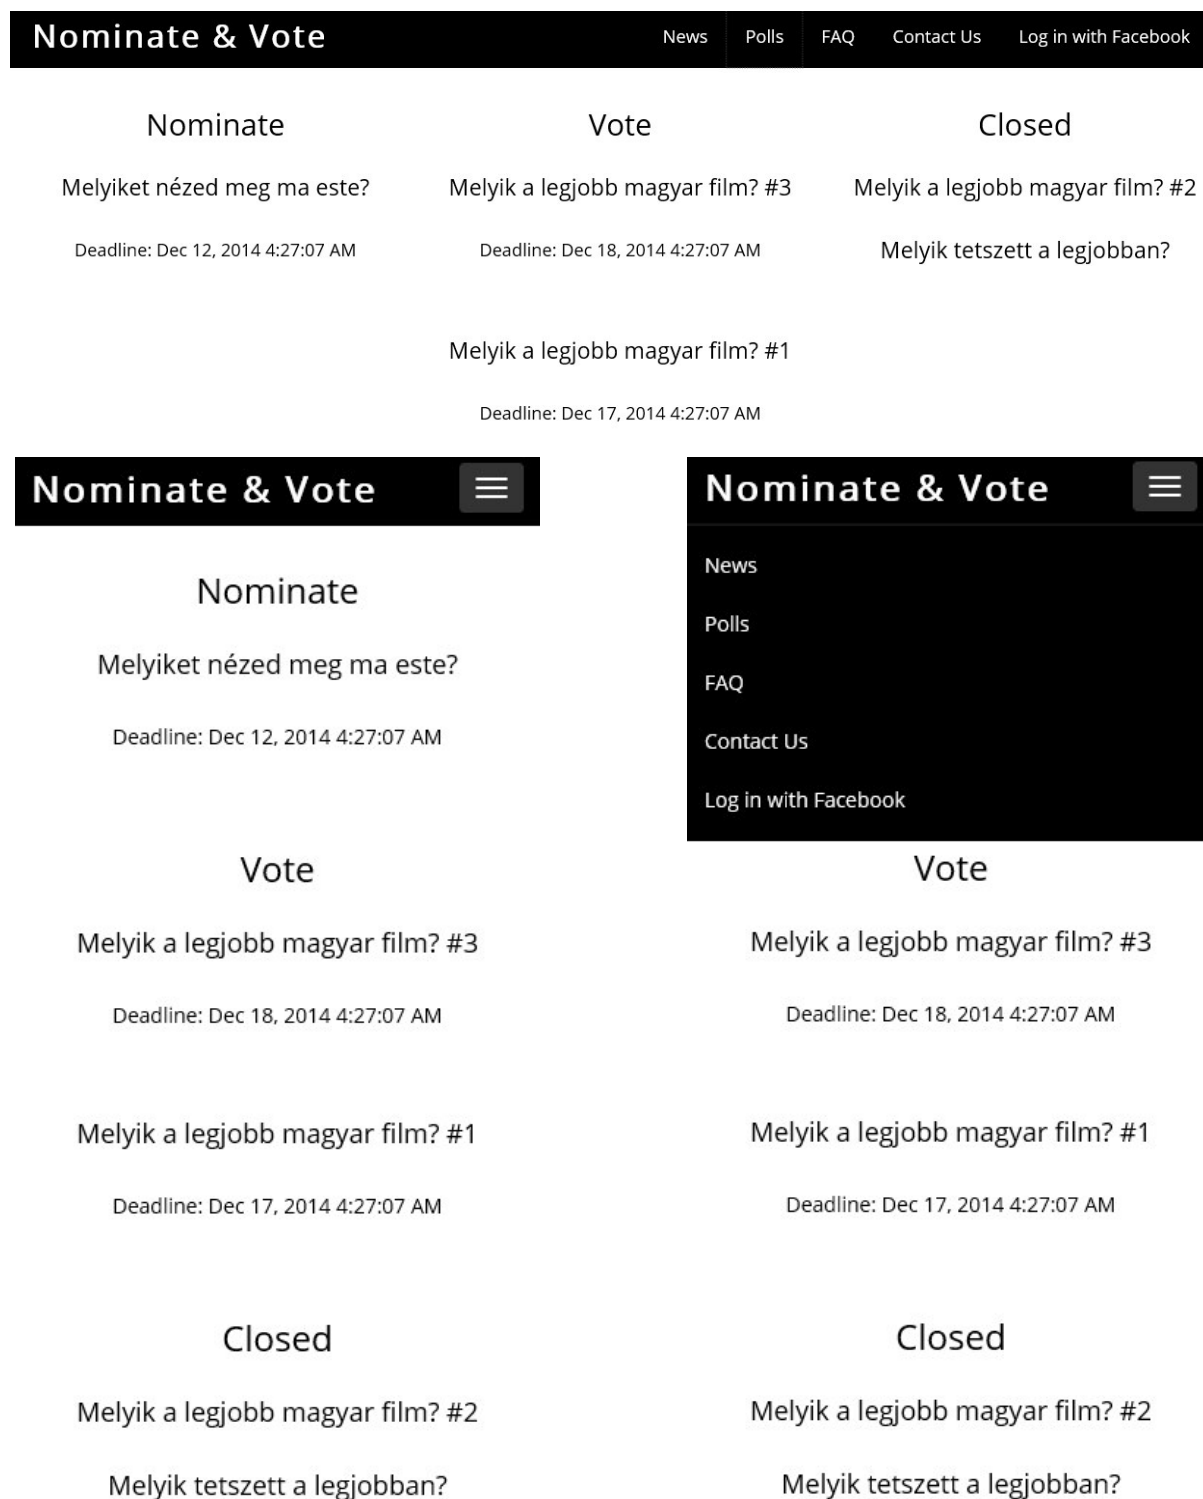 Nominate & Vote
News Polls FAQ Contact Us Log in with Facebook
Nominate
Melyiket nézed meg ma este?
Deadline: Dec 12, 2014 4:27:07 AM
Vote
Melyik a legjobb magyar film? #3
Deadline: Dec 18, 2014 4:27:07 AM
Melyik a legjobb magyar film? #1
Deadline: Dec 17, 2014 4:27:07 AM
Closed
Melyik a legjobb magyar film? #2
Melyik tetszett a legjobban?
Nominate & Vote
Nominate
Melyiket nézed meg ma este?
Deadline: Dec 12, 2014 4:27:07 AM
Vote
Melyik a legjobb magyar film? #3
Deadline: Dec 18, 2014 4:27:07 AM
Melyik a legjobb magyar film? #1
Deadline: Dec 17, 2014 4:27:07 AM
Closed
Melyik a legjobb magyar film? #2
Melyik tetszett a legjobban?
Nominate & Vote
News
Polls
FAQ
Contact Us
Log in with Facebook
Vote
Melyik a legjobb magyar film? #3
Deadline: Dec 18, 2014 4:27:07 AM
Melyik a legjobb magyar film? #1
Deadline: Dec 17, 2014 4:27:07 AM
Closed
Melyik a legjobb magyar film? #2
Melyik tetszett a legjobban?